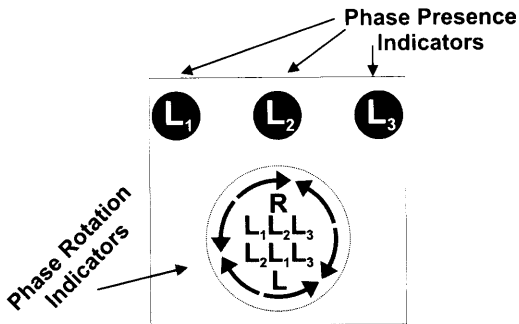 Phase Presence
Indicators
L₁ L₂ L₃
Phase Rotation
Indicators
R
L₁L₂L₃
L₂L₁L₃
L